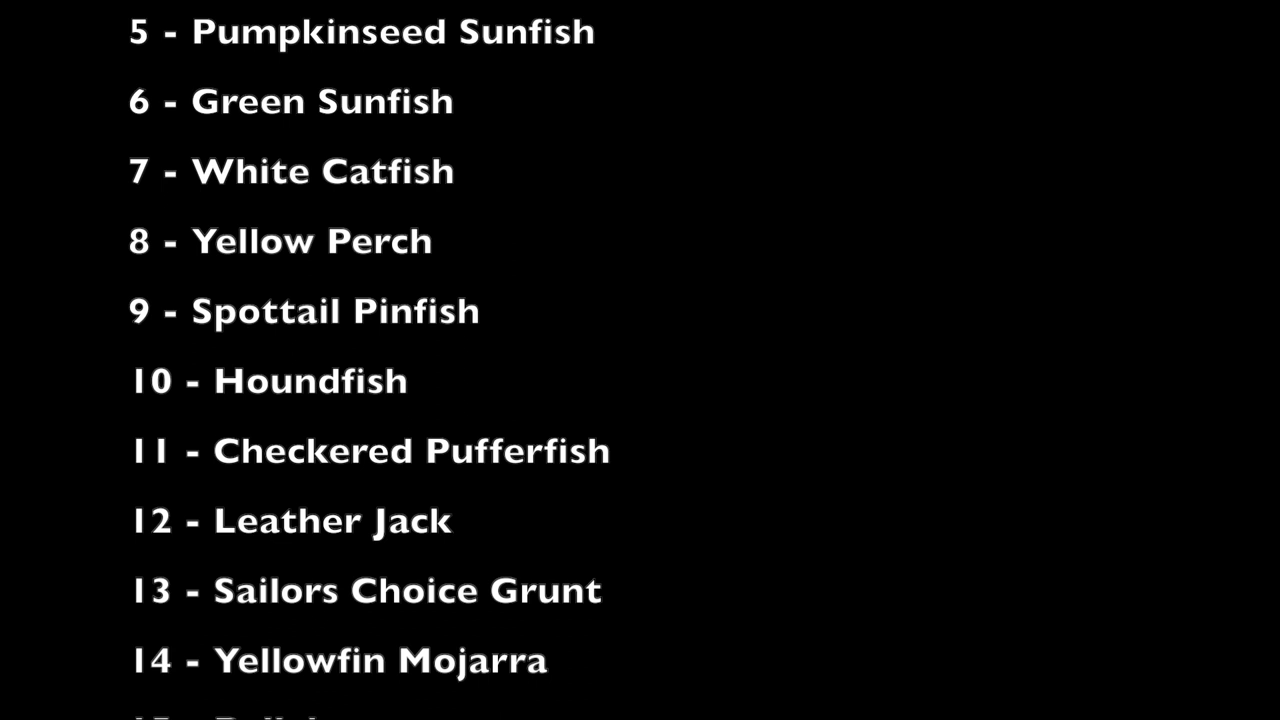 5 - Pumpkinseed Sunfish
6 - Green Sunfish
7 - White Catfish
8 - Yellow Perch
9 - Spottail Pinfish
10 - Houndfish
11 - Checkered Pufferfish
12 - Leather Jack
13 - Sailors Choice Grunt
14 - Yellowfin Mojarra